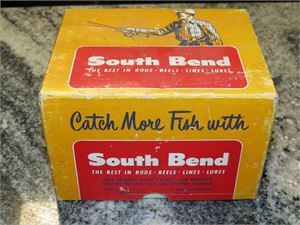 South Bend
THE BEST IN RODS · REELS · LINES · LURES
Catch More Fish with
South Bend
THE BEST IN RODS · REELS · LINES · LURES